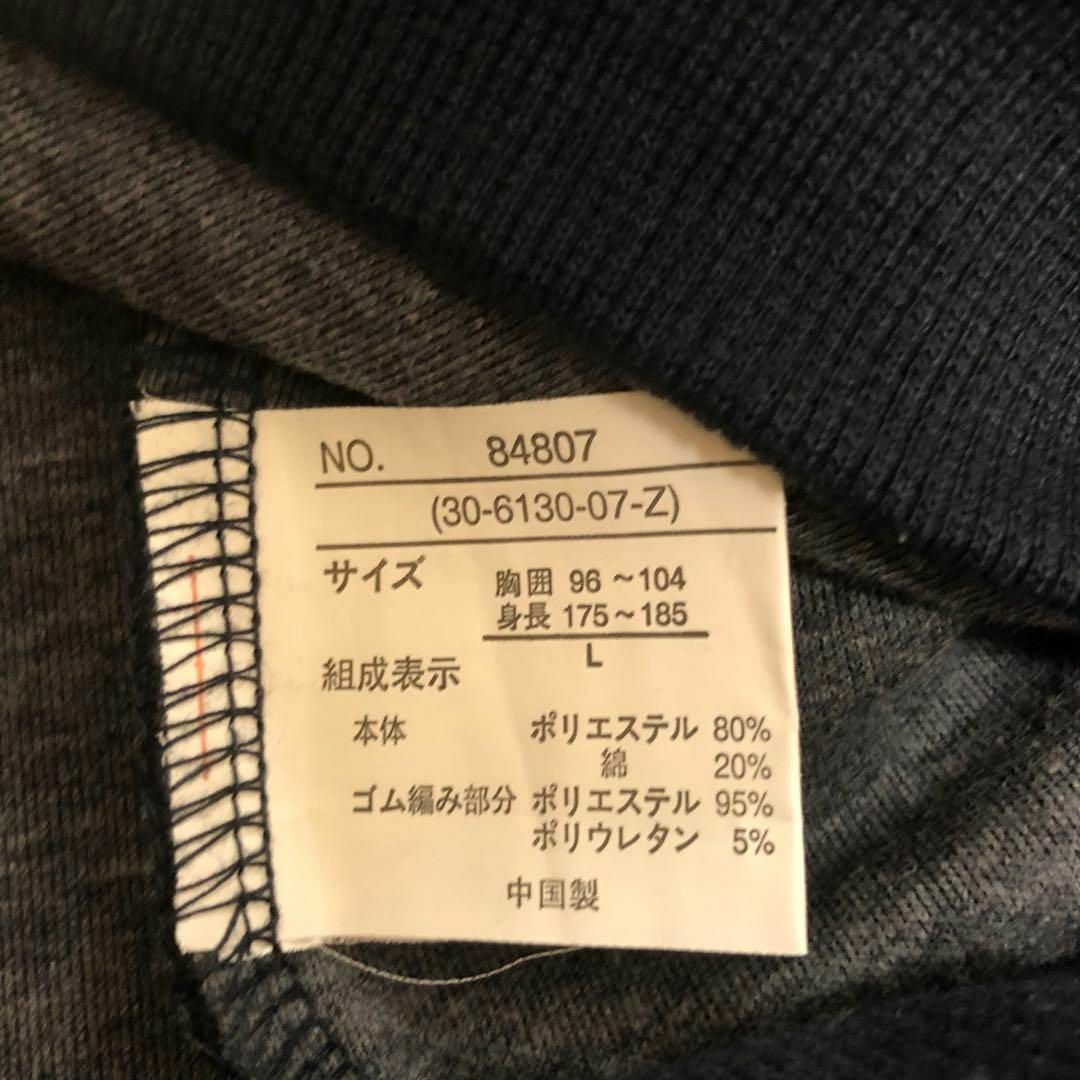 NO. 84807
(30-6130-07-Z)
サイズ 胸囲 96～104
身長 175～185
L
組成表示
本体 ポリエステル 80%
綿 20%
ゴム編み部分 ポリエステル 95%
ポリウレタン 5%
中国製